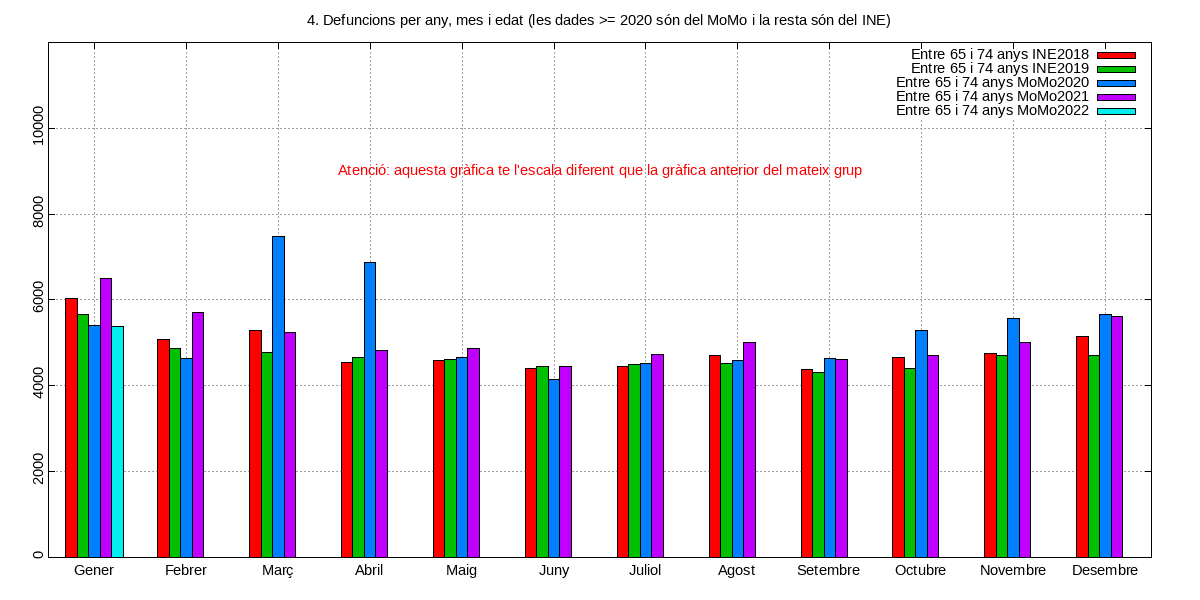 4. Defuncions per any, mes i edat (les dades >= 2020 són del MoMo i la resta són del INE)
Entre 65 i 74 anys INE2018
Entre 65 i 74 anys INE2019
Entre 65 i 74 anys MoMo2020
Entre 65 i 74 anys MoMo2021
Entre 65 i 74 anys MoMo2022
Atenció: aquesta gràfica te l'escala diferent que la gràfica anterior del mateix grup
10000
8000
6000
4000
2000
0
Gener Febrer Març Abril Maig Juny Juliol Agost Setembre Octubre Novembre Desembre